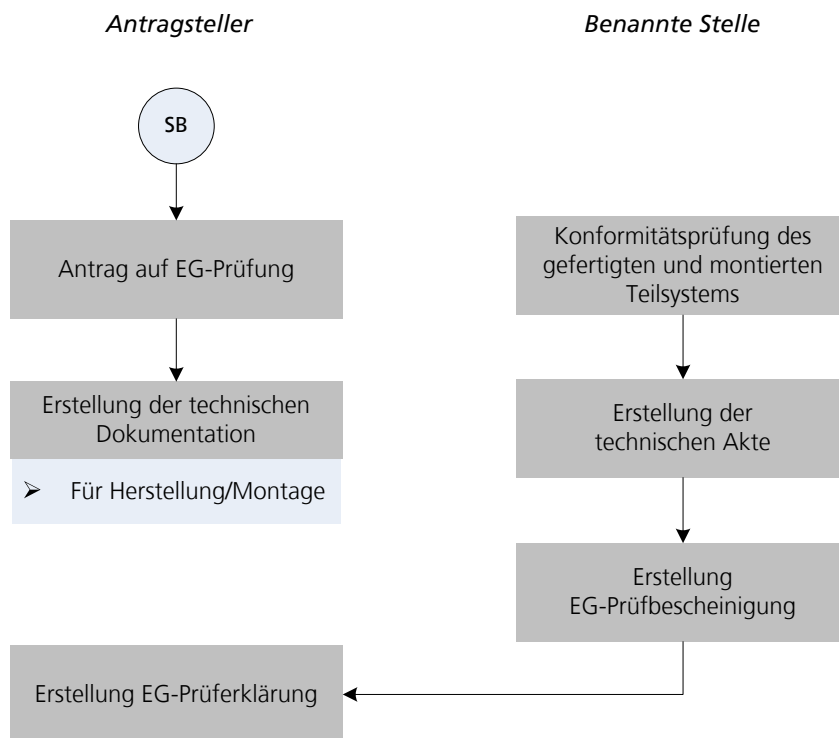 Antragsteller
Benannte Stelle
SB
Antrag auf EG-Prüfung
Konformitätsprüfung des
gefertigten und montierten
Teilsystems
Erstellung der technischen
Dokumentation
➢ Für Herstellung/Montage
Erstellung der
technischen Akte
Erstellung
EG-Prüfbescheinigung
Erstellung EG-Prüferklärung